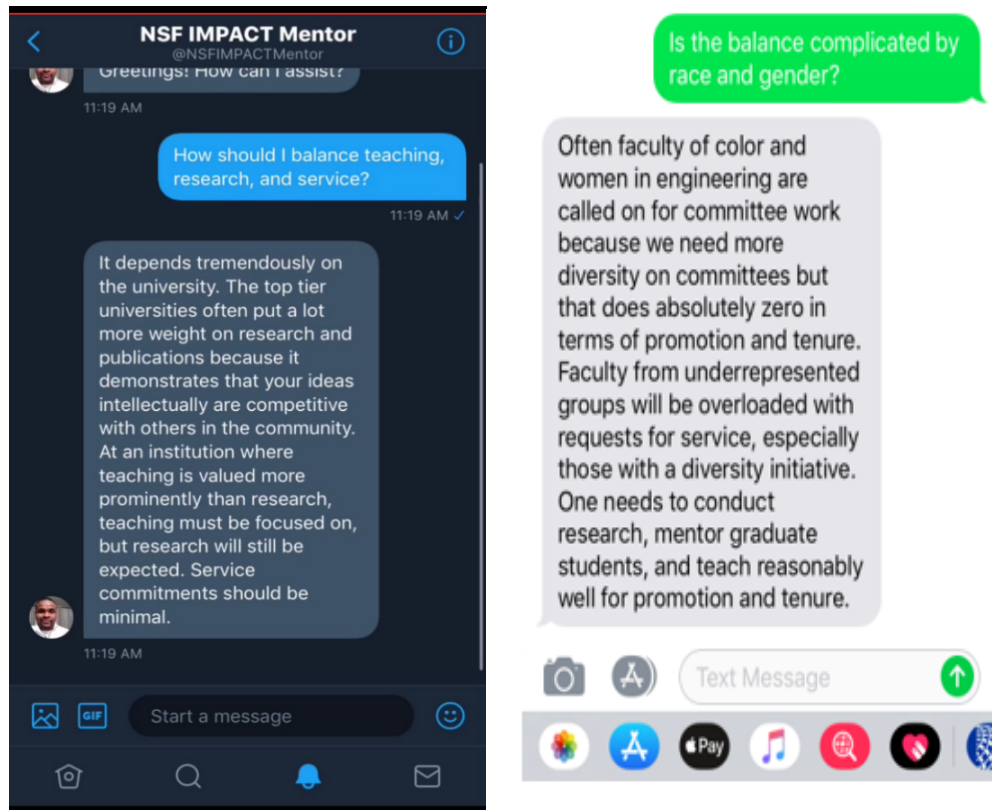 NSF IMPACT Mentor
@NSFIMPACTMentor
Greetings! How can I assist?
11:19 AM
How should I balance teaching,
research, and service?
11:19 AM
It depends tremendously on
the university. The top tier
universities often put a lot
more weight on research and
publications because it
demonstrates that your ideas
intellectually are competitive
with others in the community.
At an institution where
teaching is valued more
prominently than research,
teaching must be focused on,
but research will still be
expected. Service
commitments should be
minimal.
11:19 AM
GIF
Start a message
Is the balance complicated by
race and gender?
Often faculty of color and
women in engineering are
called on for committee work
because we need more
diversity on committees but
that does absolutely zero in
terms of promotion and tenure.
Faculty from underrepresented
groups will be overloaded with
requests for service, especially
those with a diversity initiative.
One needs to conduct
research, mentor graduate
students, and teach reasonably
well for promotion and tenure.
Text Message
Pay